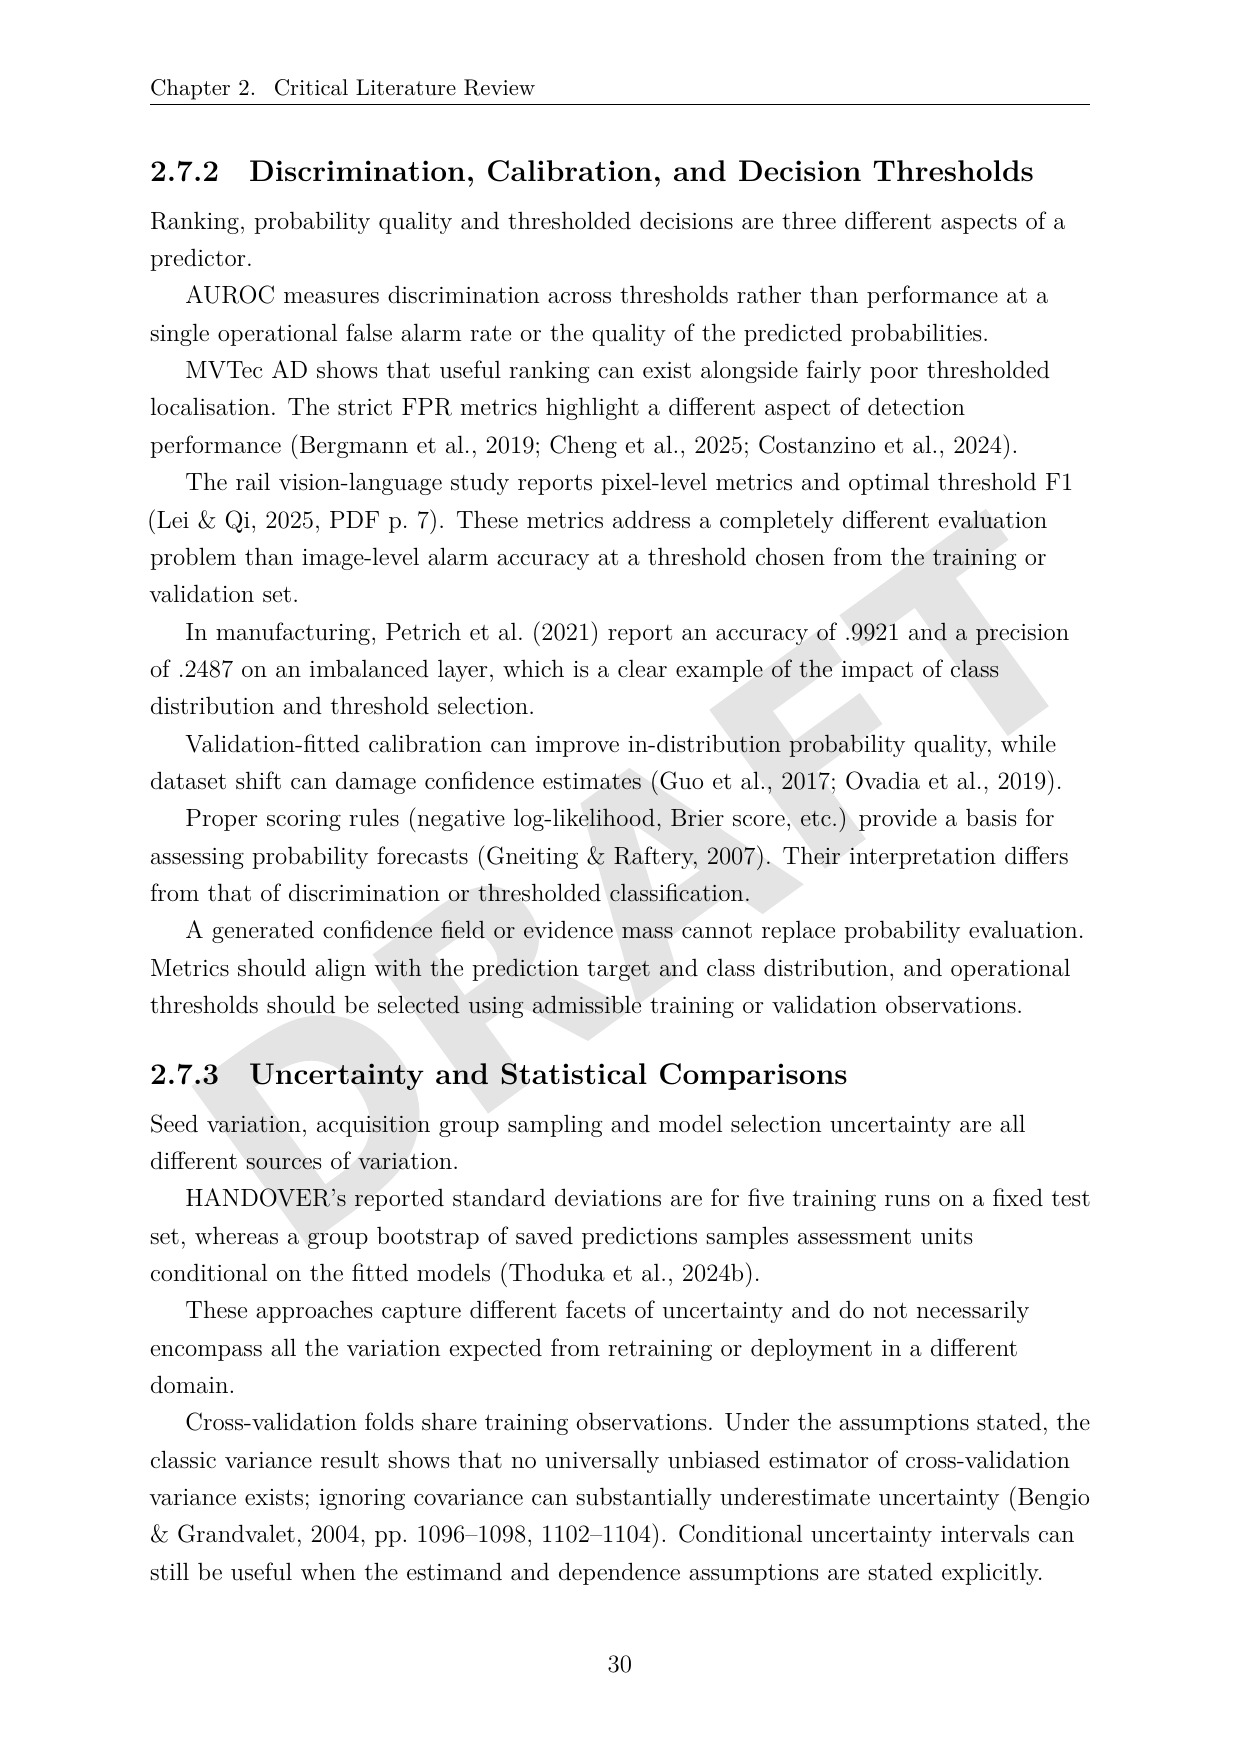 Chapter 2. Critical Literature Review
2.7.2 Discrimination, Calibration, and Decision Thresholds
Ranking, probability quality and thresholded decisions are three different aspects of a
predictor.
AUROC measures discrimination across thresholds rather than performance at a
single operational false alarm rate or the quality of the predicted probabilities.
MVTec AD shows that useful ranking can exist alongside fairly poor thresholded
localisation. The strict FPR metrics highlight a different aspect of detection
performance (Bergmann et al., 2019; Cheng et al., 2025; Costanzino et al., 2024).
The rail vision-language study reports pixel-level metrics and optimal threshold F1
(Lei & Qi, 2025, PDF p. 7). These metrics address a completely different evaluation
problem than image-level alarm accuracy at a threshold chosen from the training or
validation set.
In manufacturing, Petrich et al. (2021) report an accuracy of .9921 and a precision
of .2487 on an imbalanced layer, which is a clear example of the impact of class
distribution and threshold selection.
Validation-fitted calibration can improve in-distribution probability quality, while
dataset shift can damage confidence estimates (Guo et al., 2017; Ovadia et al., 2019).
Proper scoring rules (negative log-likelihood, Brier score, etc.) provide a basis for
assessing probability forecasts (Gneiting & Raftery, 2007). Their interpretation differs
from that of discrimination or thresholded classification.
A generated confidence field or evidence mass cannot replace probability evaluation.
Metrics should align with the prediction target and class distribution, and operational
thresholds should be selected using admissible training or validation observations.
2.7.3 Uncertainty and Statistical Comparisons
Seed variation, acquisition group sampling and model selection uncertainty are all
different sources of variation.
HANDOVER's reported standard deviations are for five training runs on a fixed test
set, whereas a group bootstrap of saved predictions samples assessment units
conditional on the fitted models (Thoduka et al., 2024b).
These approaches capture different facets of uncertainty and do not necessarily
encompass all the variation expected from retraining or deployment in a different
domain.
Cross-validation folds share training observations. Under the assumptions stated, the
classic variance result shows that no universally unbiased estimator of cross-validation
variance exists; ignoring covariance can substantially underestimate uncertainty (Bengio
& Grandvalet, 2004, pp. 1096–1098, 1102–1104). Conditional uncertainty intervals can
still be useful when the estimand and dependence assumptions are stated explicitly.
30
DRAFT